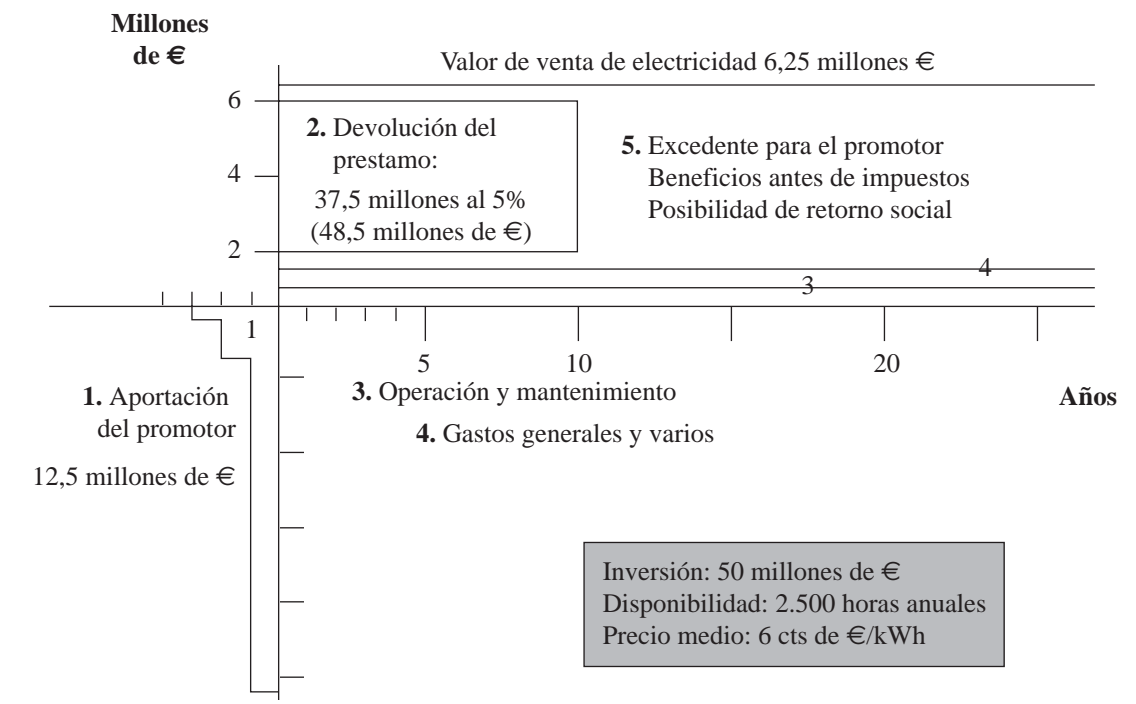 Millones
de €
Valor de venta de electricidad 6,25 millones €
6
4
2
2. Devolución del
prestamo:
37,5 millones al 5%
(48,5 millones de €)
5. Excedente para el promotor
Beneficios antes de impuestos
Posibilidad de retorno social
4
3
1
5
10
20
Años
1. Aportación
del promotor
12,5 millones de €
3. Operación y mantenimiento
4. Gastos generales y varios
Inversión: 50 millones de €
Disponibilidad: 2.500 horas anuales
Precio medio: 6 cts de €/kWh